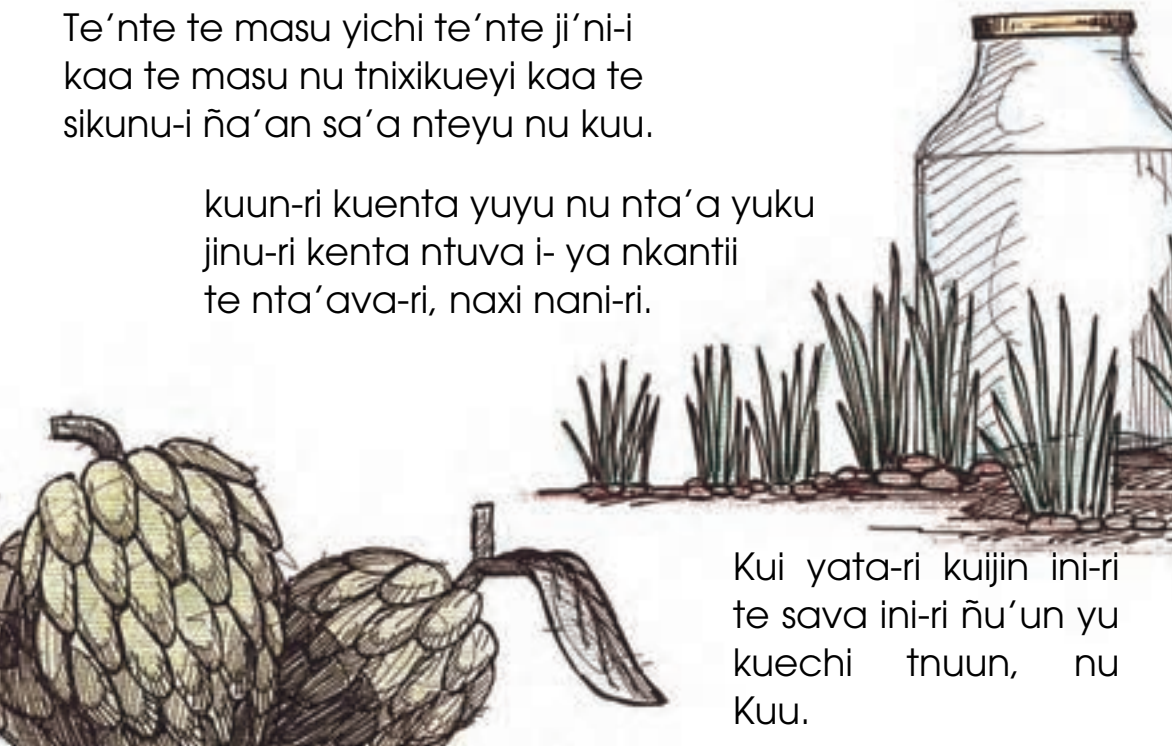 Te’nte te masu yichi te’nte ji’ni-i
kaa te masu nu tnixikueyi kaa te
sikunu-i ña’an sa’a nteyu nu kuu.
kuun-ri kuenta yuyu nu nta’a yuku
jinu-ri kenta ntuva i- ya nkantii
te nta’ava-ri, naxi nani-ri.
Kui yata-ri kuijin ini-ri
te sava ini-ri ñu’un yu
kuechi tnuun, nu
Kuu.